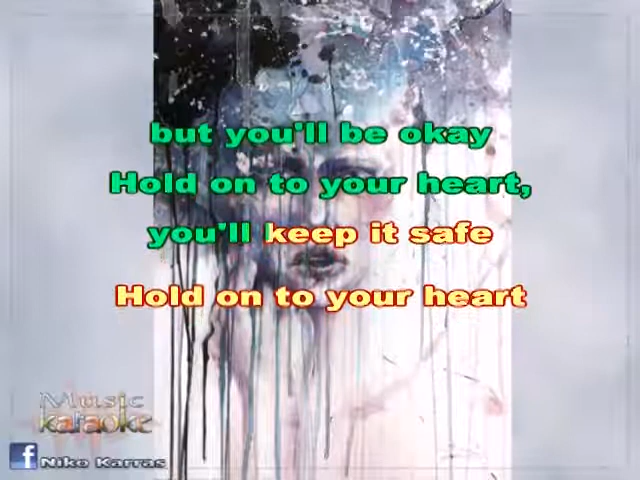 but you'll be okay
Hold on to your heart,
you'll keep it safe
Hold on to your heart
Music
karaoke
f Niko Karras